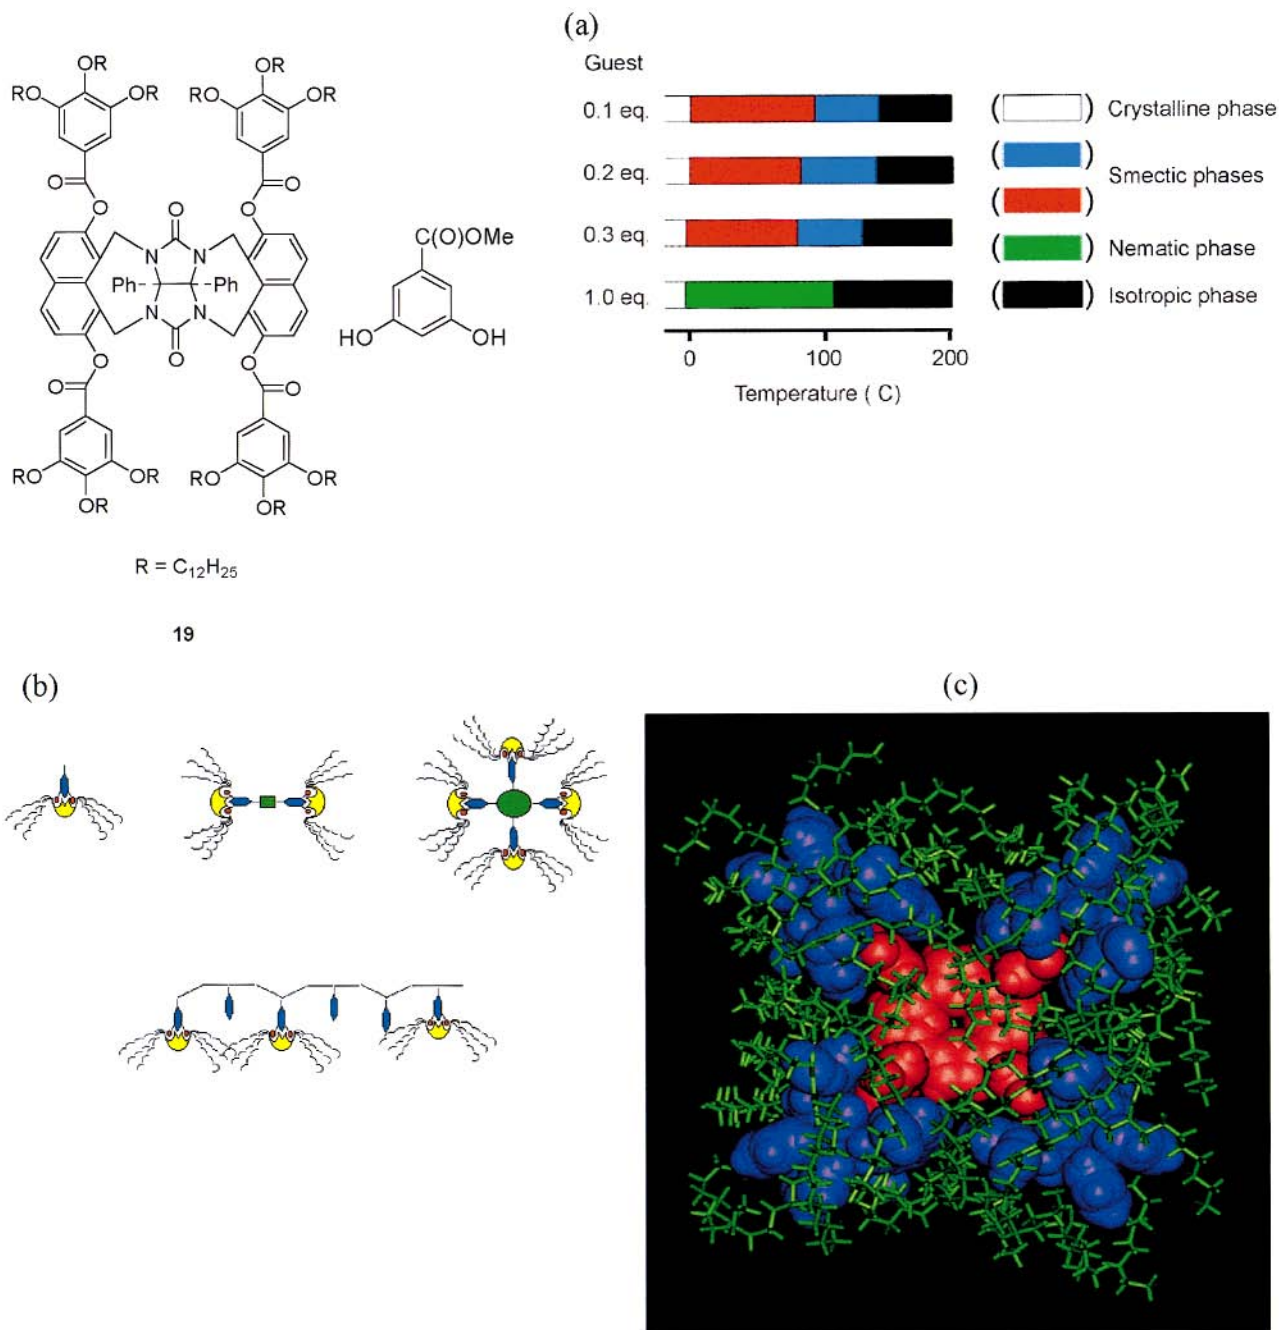 (a)
Guest
0.1 eq.
0.2 eq.
0.3 eq.
1.0 eq.
0 100 200
Temperature ( C)
( ) Crystalline phase
( )
Smectic phases
( )
( ) Nematic phase
( ) Isotropic phase
OR OR
RO OR RO OR
O O
O O
O
N N
Ph Ph
N N
O
O O
O O
RO OR RO OR
OR OR
C(O)OMe
HO OH
R = C₁₂H₂₅
19
(b)
(c)